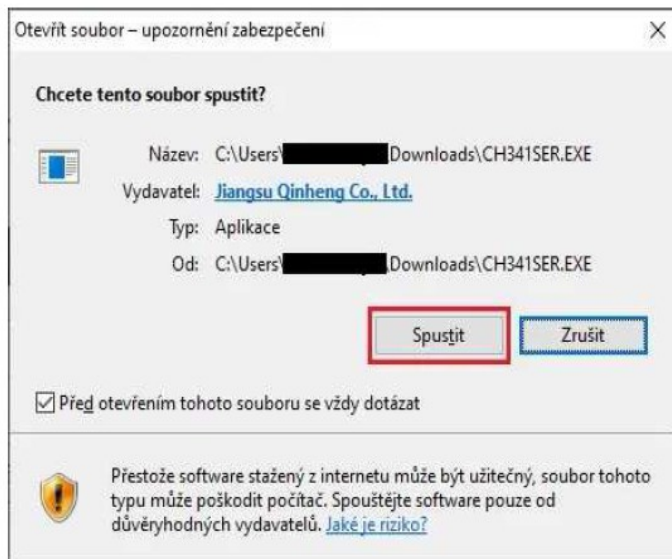 Otevřít soubor – upozornění zabezpečení
Chcete tento soubor spustit?
Název: C:\Users\ Downloads\CH341SER.EXE
Vydavatel: Jiangsu Qinheng Co., Ltd.
Typ: Aplikace
Od: C:\Users\ Downloads\CH341SER.EXE
Spustit Zrušit
Před otevřením tohoto souboru se vždy dotázat
Přestože software stažený z internetu může být užitečný, soubor tohoto
typu může poškodit počítač. Spouštějte software pouze od
důvěryhodných vydavatelů. Jaké je riziko?